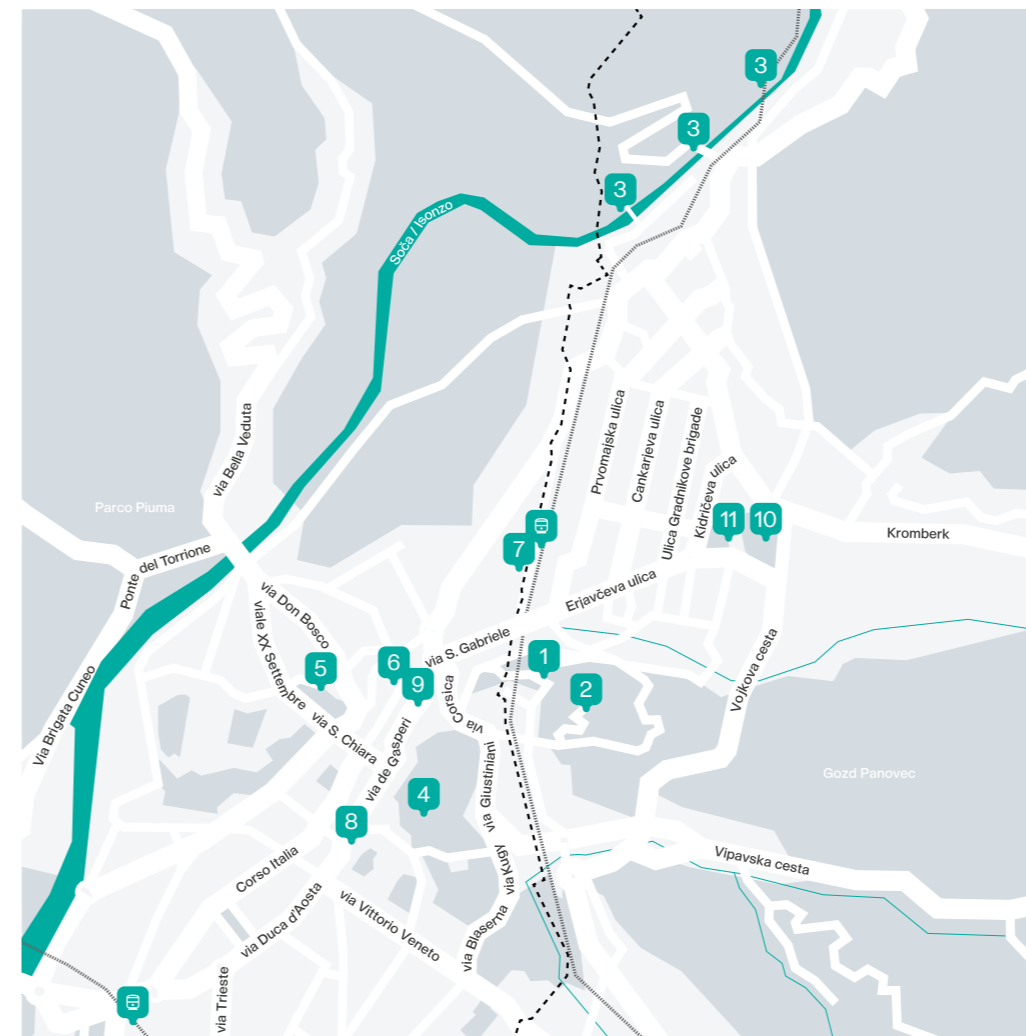 3
3
3
Soča / Isonzo
via Bella Veduta
Parco Piuma
Prvomajska ulica
Cankarjeva ulica
Ulica Gradnikove brigade
Kidričeva ulica
11
10
Kromberk
7
Ponte del Torrione
via Don Bosco
viale XX Settembre
Erjavčeva ulica
via S. Gabriele
Vojkova cesta
1
2
5
6
9
via Corsica
Via Brigata Cuneo
via S. Chiara
via de Gasperi
via Giustiniani
Gozd Panovec
4
8
via Kugy
Vipavska cesta
Corso Italia
via Duca d'Aosta
via Vittorio Veneto
via Blaserna
via Trieste